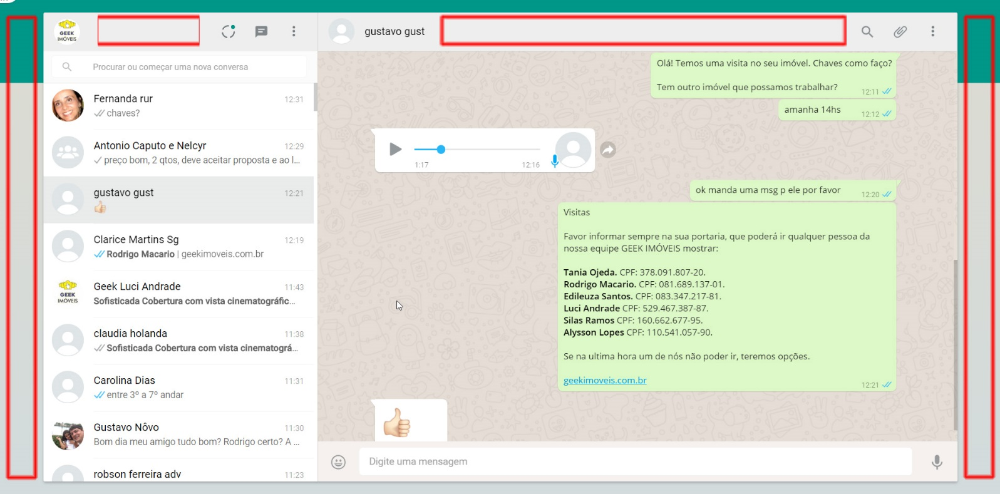 GEEK
IMÓVEIS
Procurar ou começar uma nova conversa
Fernanda rur
12:31
chaves?
Antonio Caputo e Nelcyr
12:29
preço bom, 2 qtos, deve aceitar proposta e ao l...
gustavo gust
12:21
👍🏻
Clarice Martins Sg
12:19
Rodrigo Macario | geekimoveis.com.br
GEEK
IMÓVEIS
Geek Luci Andrade
11:43
Sofisticada Cobertura com vista cinematográfic...
claudia holanda
11:38
Sofisticada Cobertura com vista cinematográ...
Carolina Dias
11:31
entre 3º a 7º andar
Gustavo Nôvo
11:30
Bom dia meu amigo tudo bom? Rodrigo certo? A ...
robson ferreira adv
11:23
gustavo gust
Olá! Temos uma visita no seu imóvel. Chaves como faço?
Tem outro imóvel que possamos trabalhar?
12:11
amanha 14hs
12:12
1:17
12:16
ok manda uma msg p ele por favor
12:20
Visitas
Favor informar sempre na sua portaria, que poderá ir qualquer pessoa da
nossa equipe GEEK IMÓVEIS mostrar:
Tania Ojeda. CPF: 378.091.807-20.
Rodrigo Macario. CPF: 081.689.137-01.
Edileuza Santos. CPF: 083.347.217-81.
Luci Andrade CPF: 529.467.387-87.
Silas Ramos CPF: 160.662.677-95.
Alysson Lopes CPF: 110.541.057-90.
Se na ultima hora um de nós não poder ir, teremos opções.
geekimoveis.com.br
12:21
👍🏻
Digite uma mensagem